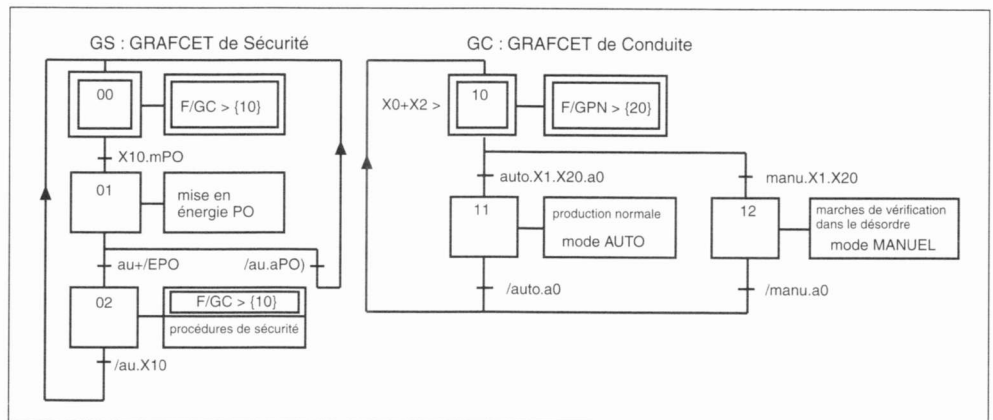 GS : GRAFCET de Sécurité
00
F/GC > {10}
X10.mPO
01
mise en
énergie PO
au+/EPO
/au.aPO)
02
F/GC > {10}
procédures de sécurité
/au.X10
GC : GRAFCET de Conduite
X0+X2 >
10
F/GPN > {20}
auto.X1.X20.a0
manu.X1.X20
11
production normale
mode AUTO
12
marches de vérification
dans le désordre
mode MANUEL
/auto.a0
/manu.a0